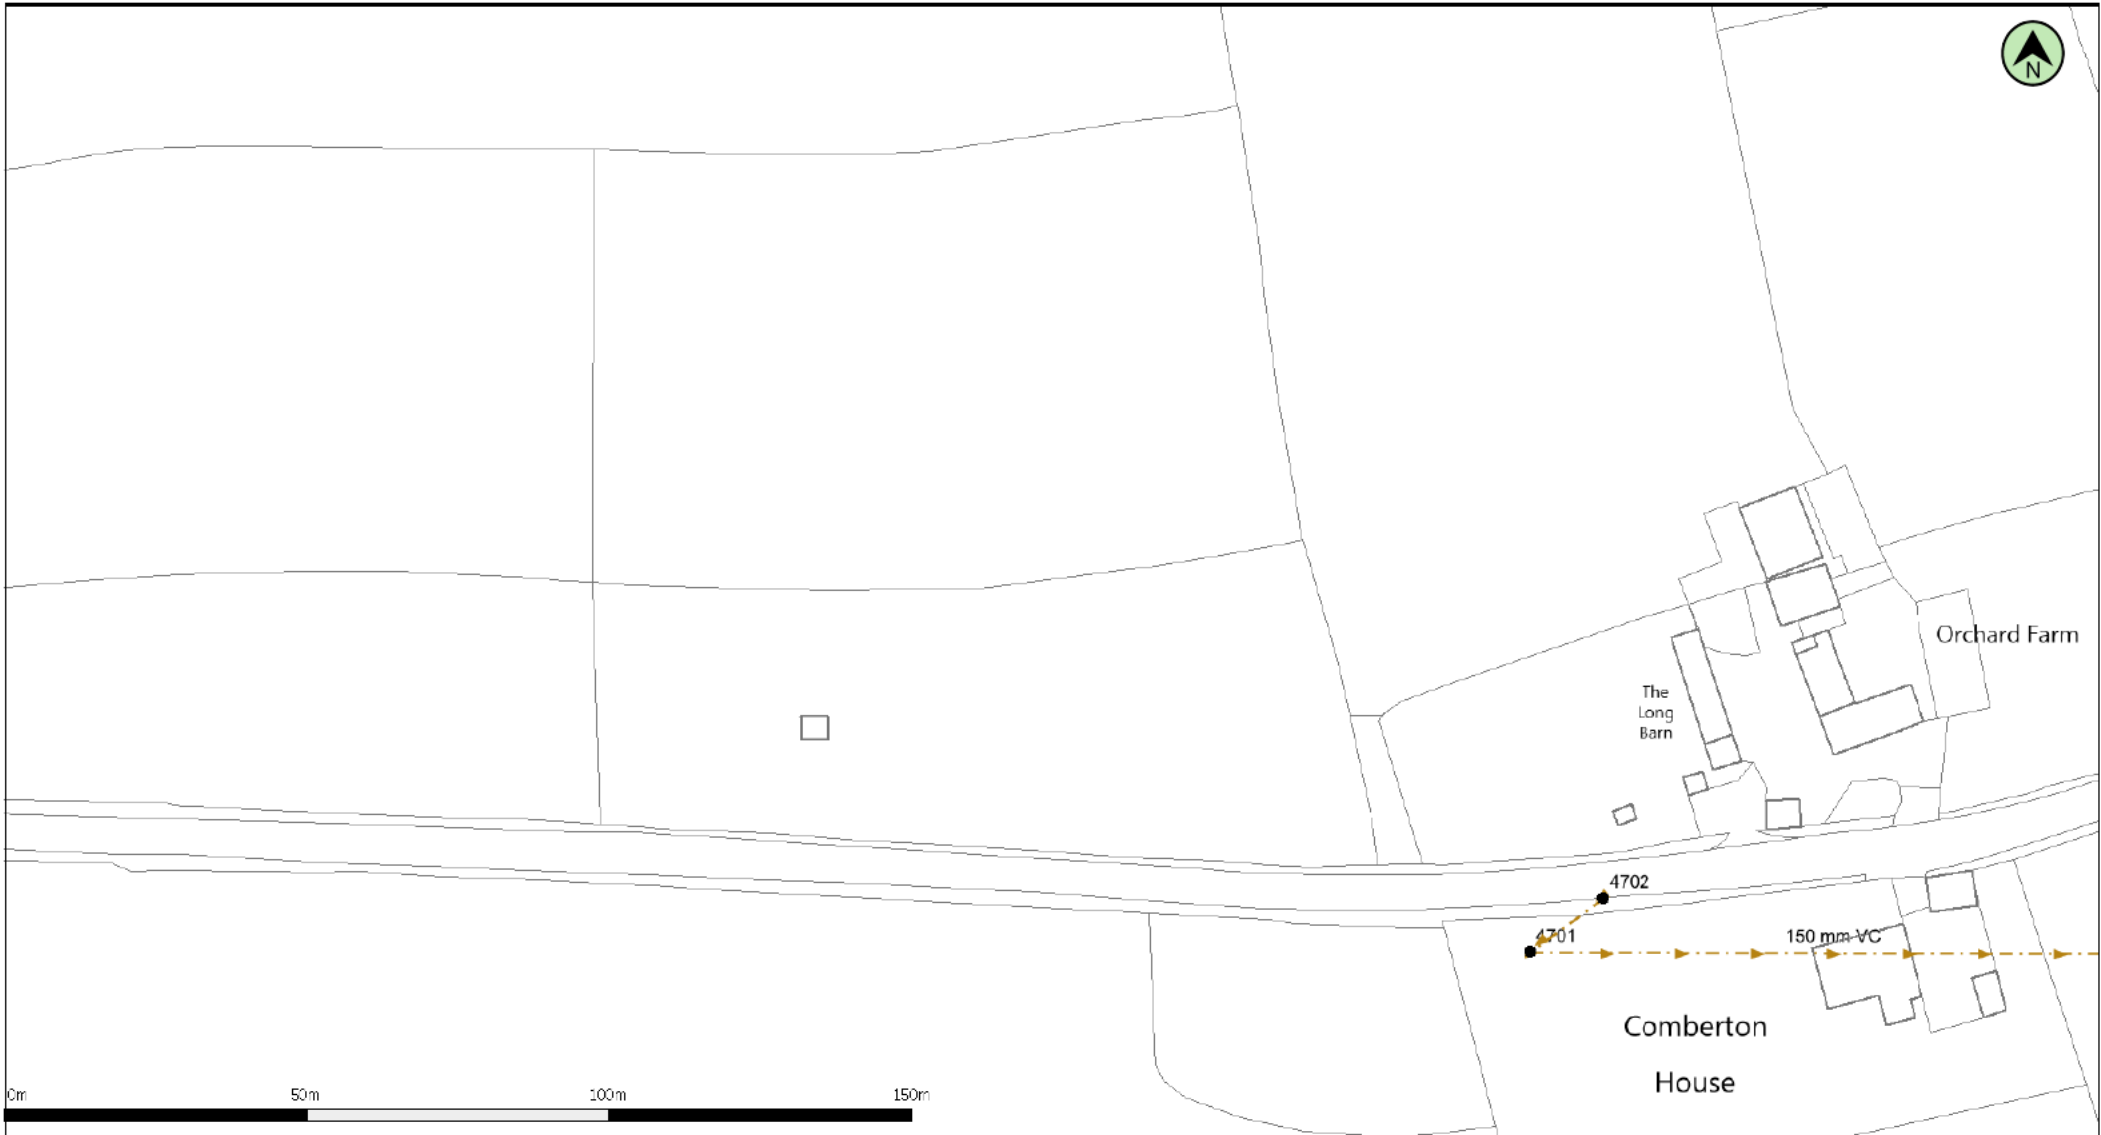 N
Orchard Farm
The
Long
Barn
4702
4701
150 mm VC
Comberton
House
0m
50m
100m
150m